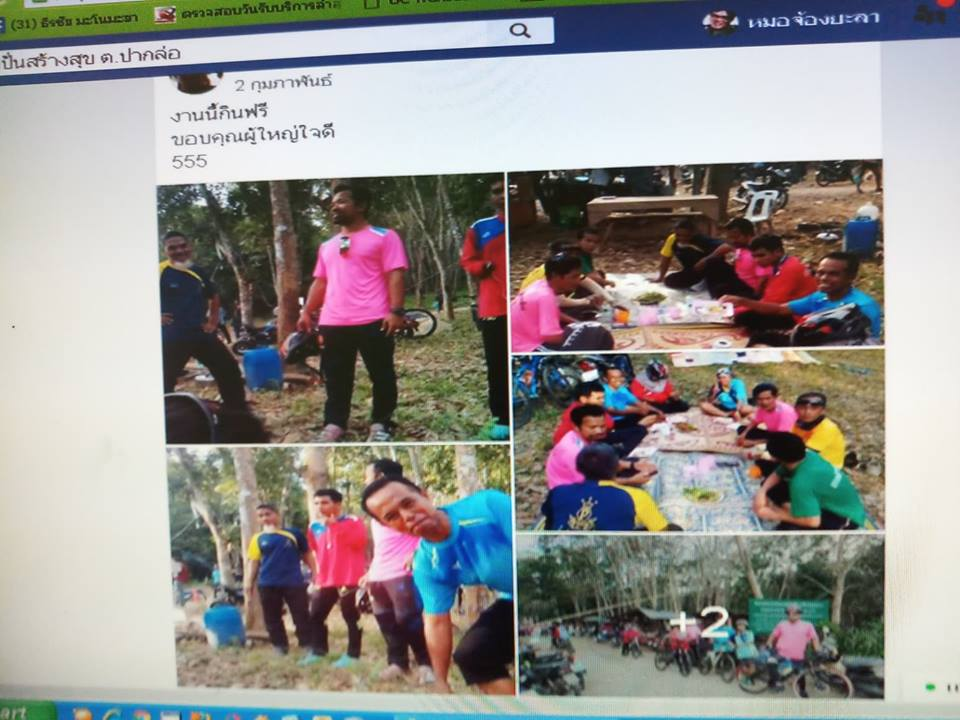 (31) ธีรชัย มะโนมะยา
ตรวจสอบวันรับบริการล่าสุ
ปั่นสร้างสุข ต.ปากล่อ
หมอจ๋องยะลา
2 กุมภาพันธ์
งานนี้กินฟรี
ขอบคุณผู้ใหญ่ใจดี
555
+2